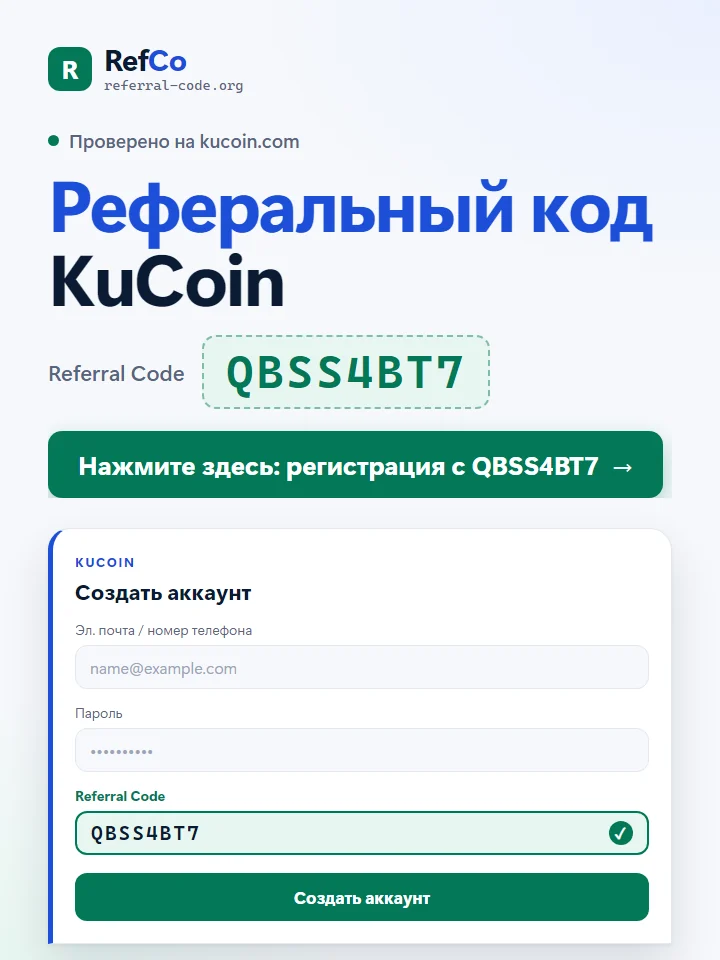 R
RefCo
referral-code.org
Проверено на kucoin.com
Реферальный код
KuCoin
Referral Code QBSS4BT7
Нажмите здесь: регистрация с QBSS4BT7 →
KUCOIN
Создать аккаунт
Эл. почта / номер телефона
name@example.com
Пароль
••••••••••
Referral Code
QBSS4BT7
Создать аккаунт